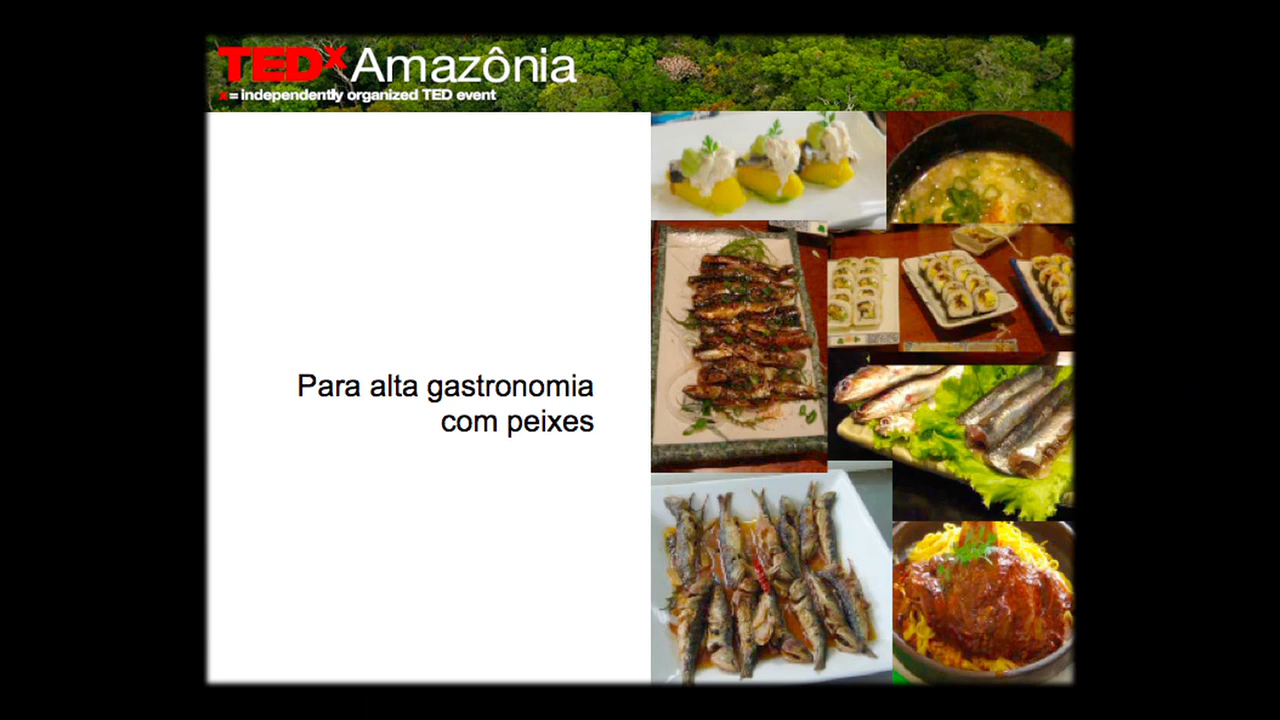 TEDxAmazônia
x = independently organized TED event
Para alta gastronomia
com peixes